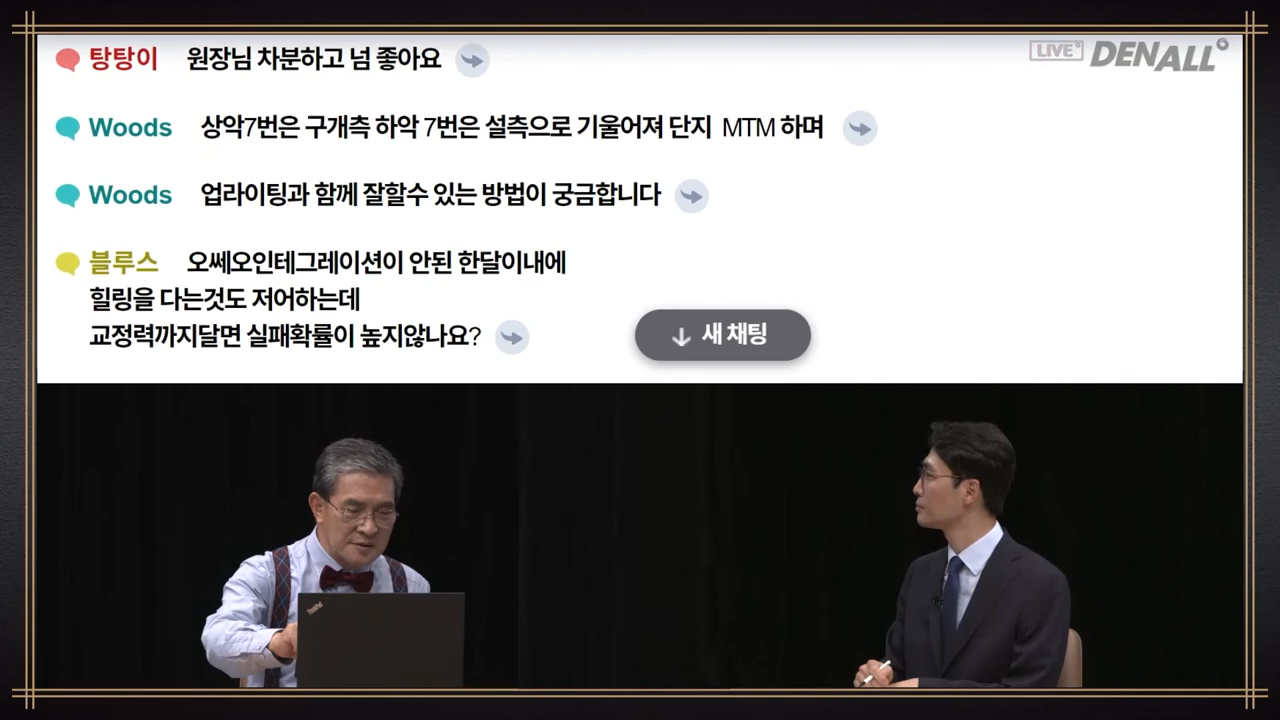 탕탕이 원장님 차분하고 넘 좋아요
LIVE DENALL
Woods 상악7번은 구개측 하악 7번은 설측으로 기울어져 단지 MTM 하며
Woods 업라이팅과 함께 잘할수 있는 방법이 궁금합니다
블루스 오쎄오인테그레이션이 안된 한달이내에
힐링을 다는것도 저어하는데
교정력까지달면 실패확률이 높지않나요?
↓ 새 채팅
ThinkPad